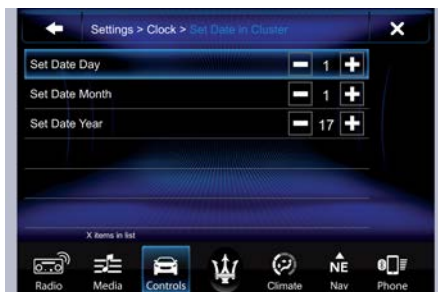 Settings > Clock > Set Date in Cluster
Set Date Day 1
Set Date Month 1
Set Date Year 17
X items in list
NE
Radio Media Controls Climate Nav Phone